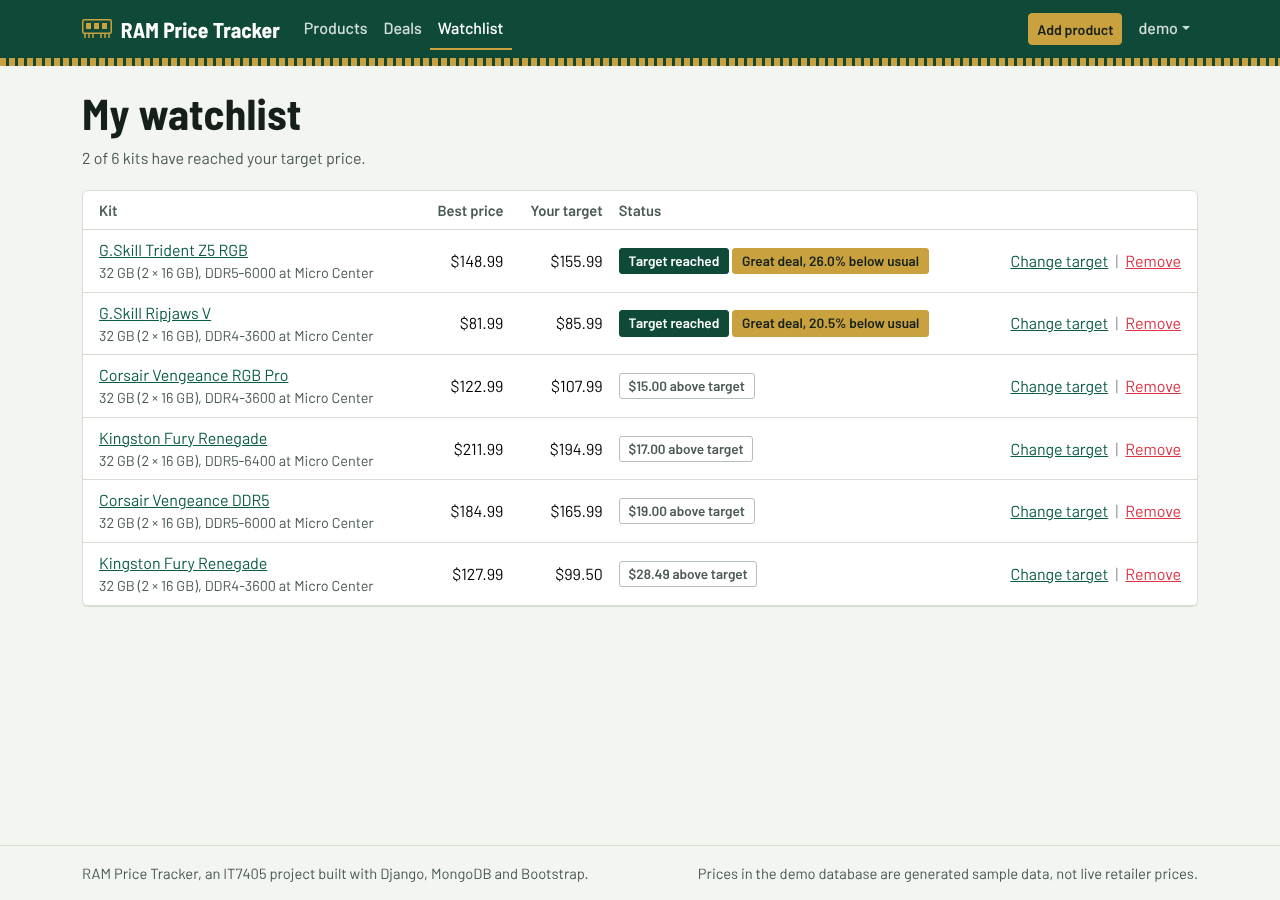 RAM Price Tracker Products Deals Watchlist Add product demo
My watchlist
2 of 6 kits have reached your target price.
Kit Best price Your target Status
G.Skill Trident Z5 RGB
32 GB (2 × 16 GB), DDR5-6000 at Micro Center
$148.99 $155.99 Target reached Great deal, 26.0% below usual Change target | Remove
G.Skill Ripjaws V
32 GB (2 × 16 GB), DDR4-3600 at Micro Center
$81.99 $85.99 Target reached Great deal, 20.5% below usual Change target | Remove
Corsair Vengeance RGB Pro
32 GB (2 × 16 GB), DDR4-3600 at Micro Center
$122.99 $107.99 $15.00 above target Change target | Remove
Kingston Fury Renegade
32 GB (2 × 16 GB), DDR5-6400 at Micro Center
$211.99 $194.99 $17.00 above target Change target | Remove
Corsair Vengeance DDR5
32 GB (2 × 16 GB), DDR5-6000 at Micro Center
$184.99 $165.99 $19.00 above target Change target | Remove
Kingston Fury Renegade
32 GB (2 × 16 GB), DDR4-3600 at Micro Center
$127.99 $99.50 $28.49 above target Change target | Remove
RAM Price Tracker, an IT7405 project built with Django, MongoDB and Bootstrap.
Prices in the demo database are generated sample data, not live retailer prices.